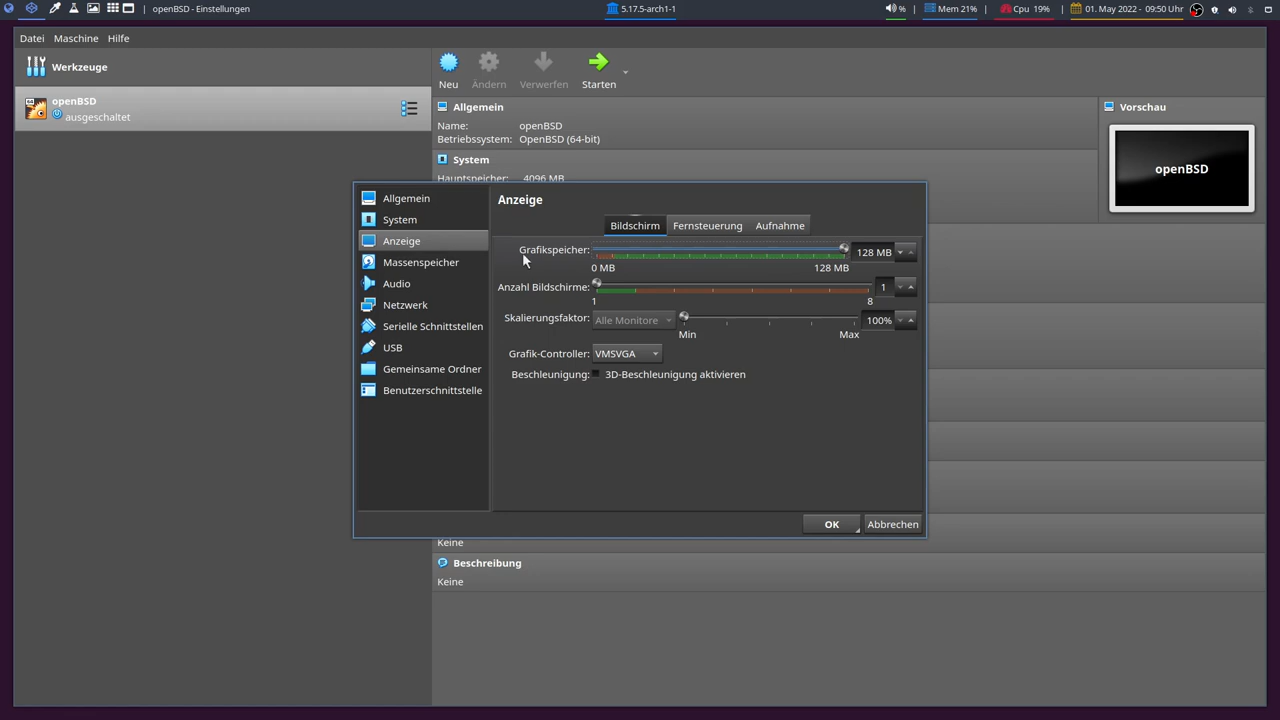 openBSD - Einstellungen
5.17.5-arch1-1
%
Mem 21%
Cpu 19%
01. May 2022 - 09:50 Uhr
Datei Maschine Hilfe
Werkzeuge
openBSD
ausgeschaltet
Neu Ändern Verwerfen Starten
Allgemein
Name: openBSD
Betriebssystem: OpenBSD (64-bit)
System
Hauptspeicher: 4096 MB
Vorschau
openBSD
Allgemein
System
Anzeige
Massenspeicher
Audio
Netzwerk
Serielle Schnittstellen
USB
Gemeinsame Ordner
Benutzerschnittstelle
Anzeige
Bildschirm Fernsteuerung Aufnahme
Grafikspeicher: 128 MB
0 MB 128 MB
Anzahl Bildschirme: 1
1 8
Skalierungsfaktor: Alle Monitore 100%
Min Max
Grafik-Controller: VMSVGA
Beschleunigung: 3D-Beschleunigung aktivieren
OK Abbrechen
Keine
Beschreibung
Keine